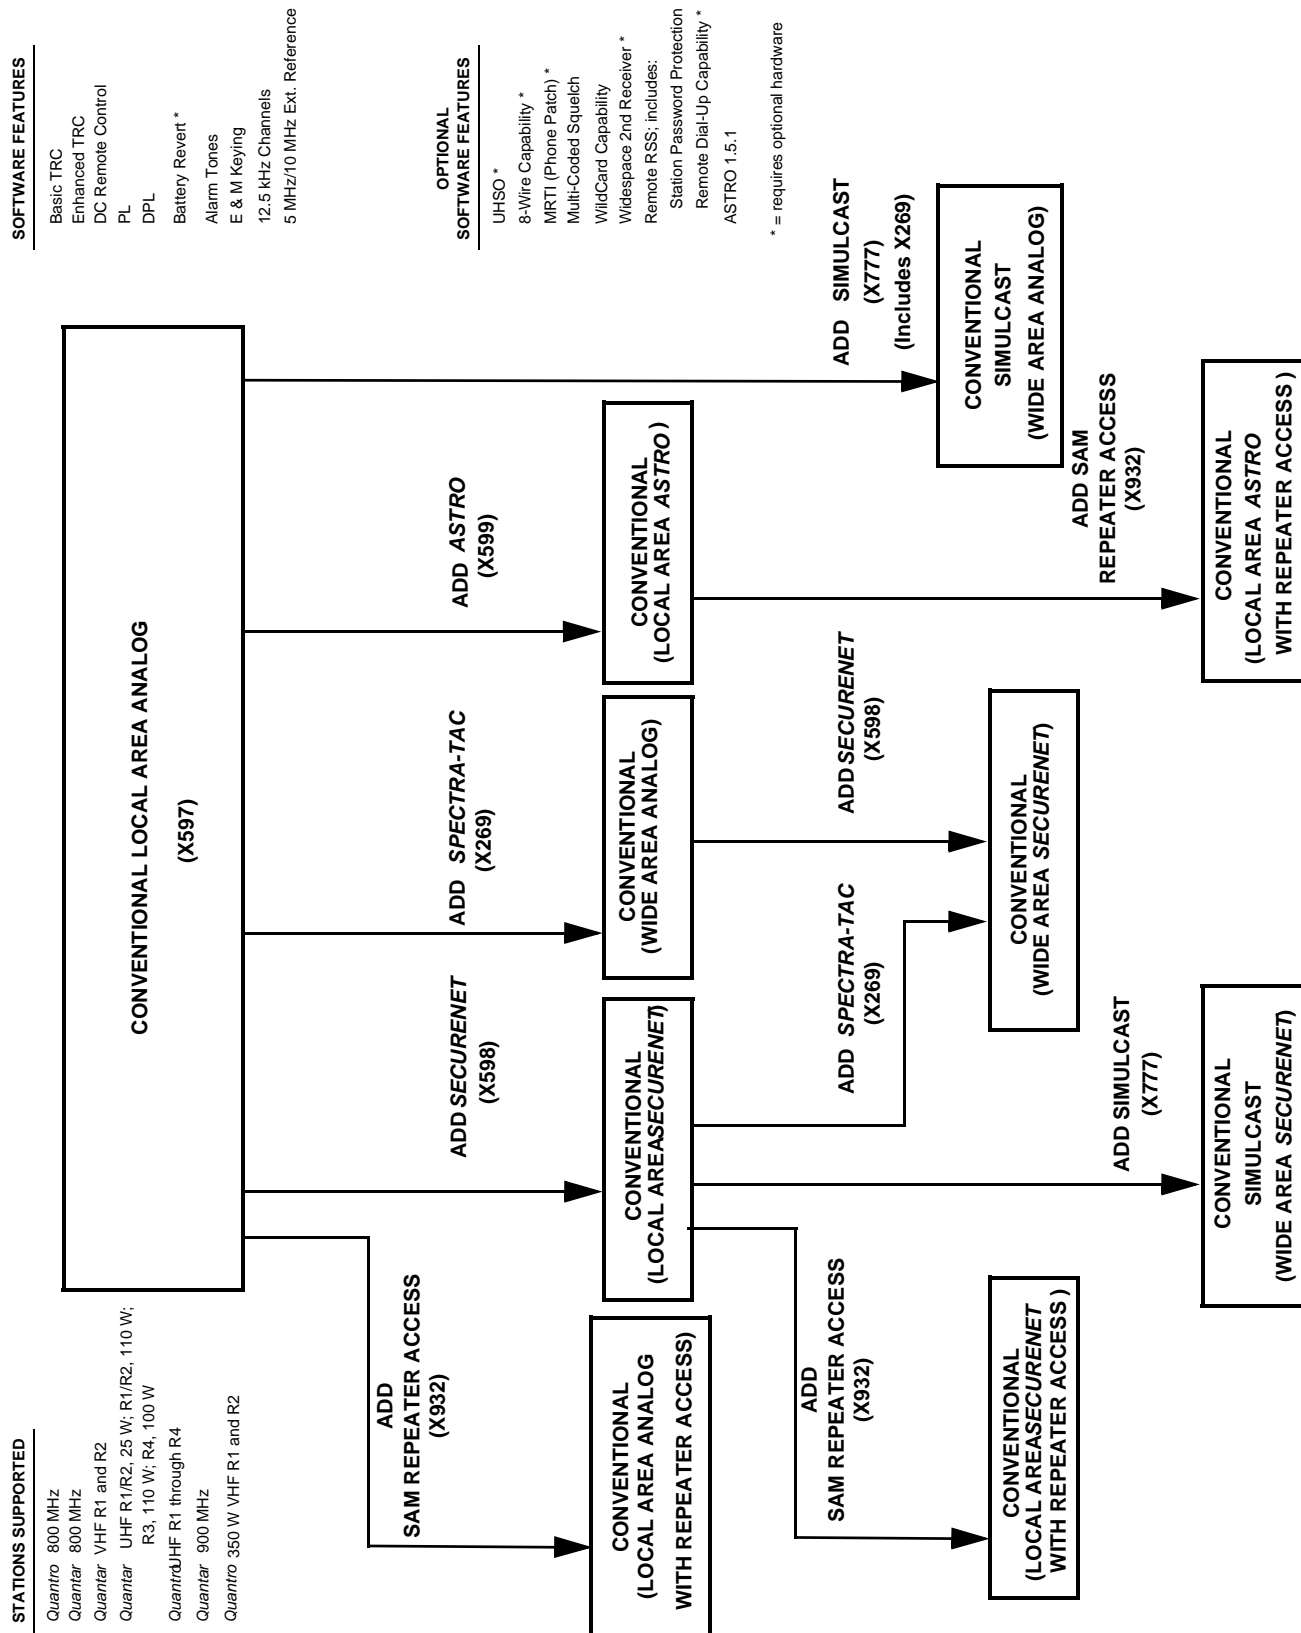 STATIONS SUPPORTED
Quantro 800 MHz
Quantar 800 MHz
Quantar VHF R1 and R2
Quantar UHF R1/R2, 25 W; R1/R2, 110 W;
R3, 110 W; R4, 100 W
Quantro UHF R1 through R4
Quantar 900 MHz
Quantro 350 W VHF R1 and R2
CONVENTIONAL LOCAL AREA ANALOG
(X597)
SOFTWARE FEATURES
Basic TRC
Enhanced TRC
DC Remote Control
PL
DPL
Battery Revert *
Alarm Tones
E & M Keying
12.5 kHz Channels
5 MHz/10 MHz Ext. Reference
OPTIONAL
SOFTWARE FEATURES
UHSO *
8-Wire Capability *
MRTI (Phone Patch) *
Multi-Coded Squelch
WildCard Capability
Widespace 2nd Receiver *
Remote RSS; includes:
Station Password Protection
Remote Dial-Up Capability *
ASTRO 1.5.1
* = requires optional hardware
ADD
SAM REPEATER ACCESS
(X932)
ADD SECURENET
(X598)
ADD SPECTRA-TAC
(X269)
ADD ASTRO
(X599)
ADD SIMULCAST
(X777)
(Includes X269)
CONVENTIONAL
(LOCAL AREA ANALOG
WITH REPEATER ACCESS)
CONVENTIONAL
(LOCAL AREA SECURENET)
CONVENTIONAL
(WIDE AREA ANALOG)
CONVENTIONAL
(LOCAL AREA ASTRO)
CONVENTIONAL
SIMULCAST
(WIDE AREA ANALOG)
ADD
SAM REPEATER ACCESS
(X932)
ADD SPECTRA-TAC
(X269)
ADD SECURENET
(X598)
ADD SAM
REPEATER ACCESS
(X932)
CONVENTIONAL
(LOCAL AREA SECURENET
WITH REPEATER ACCESS)
CONVENTIONAL
(WIDE AREA SECURENET)
ADD SIMULCAST
(X777)
CONVENTIONAL
SIMULCAST
(WIDE AREA SECURENET)
CONVENTIONAL
(LOCAL AREA ASTRO
WITH REPEATER ACCESS )